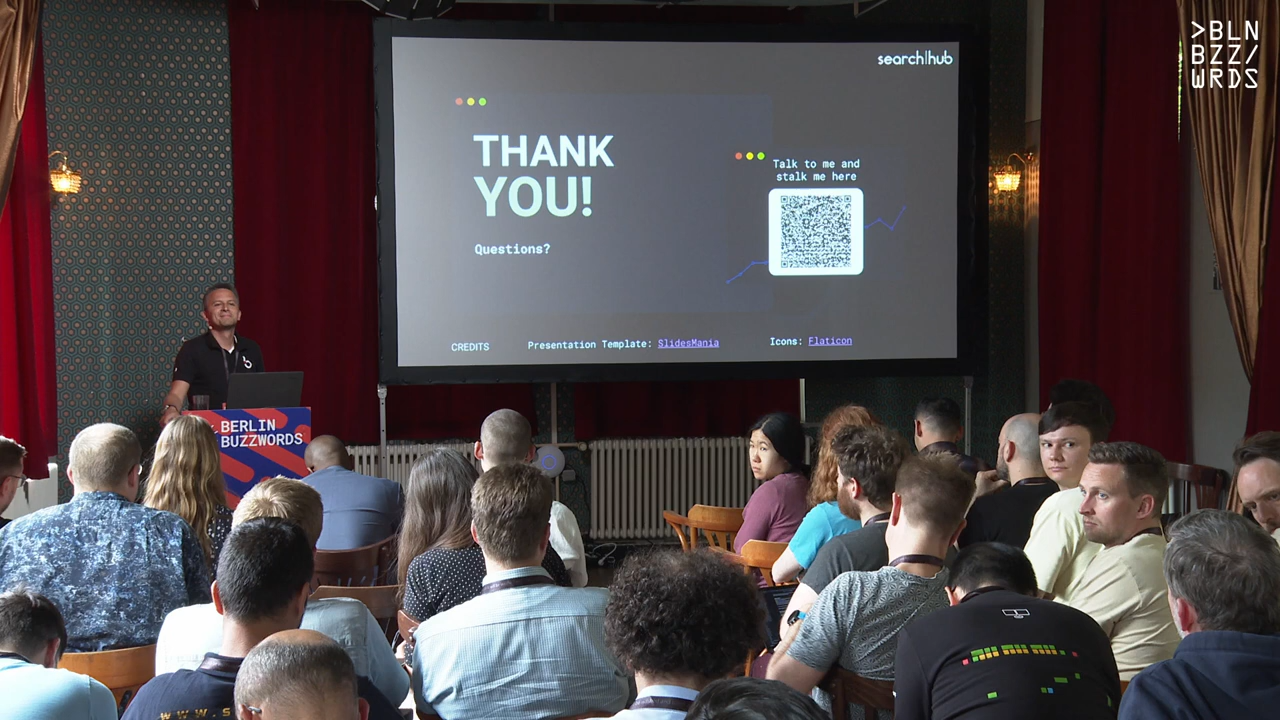 >BLN
BZZ/
WRDS
search|hub
THANK
YOU!
Questions?
Talk to me and
stalk me here
CREDITS
Presentation Template: SlidesMania
Icons: Flaticon
BERLIN
BUZZWORDS